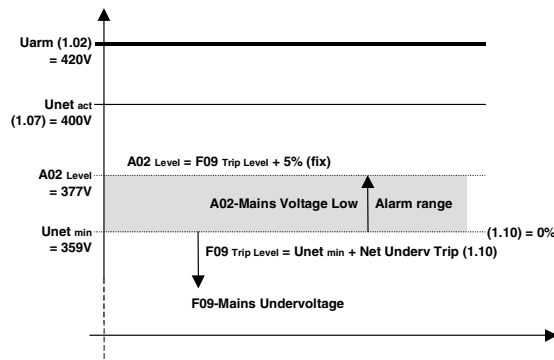 Uarm (1.02)
= 420V
Unet act
(1.07) = 400V
A02 Level = F09 Trip Level + 5% (fix)
A02 Level
= 377V
A02-Mains Voltage Low
Alarm range
Unet min
= 359V
(1.10) = 0%
F09 Trip Level = Unet min + Net Underv Trip (1.10)
F09-Mains Undervoltage